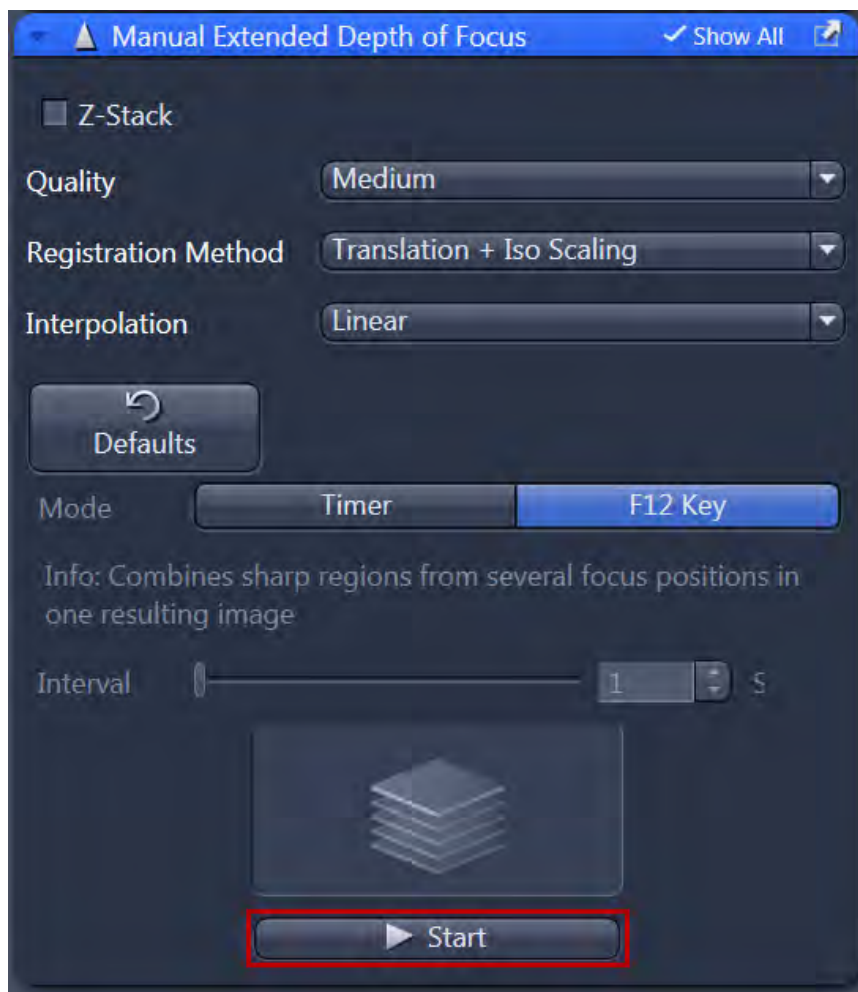 Manual Extended Depth of Focus Show All
Z-Stack
Quality Medium
Registration Method Translation + Iso Scaling
Interpolation Linear
Defaults
Mode Timer F12 Key
Info: Combines sharp regions from several focus positions in
one resulting image
Interval 1 S
Start